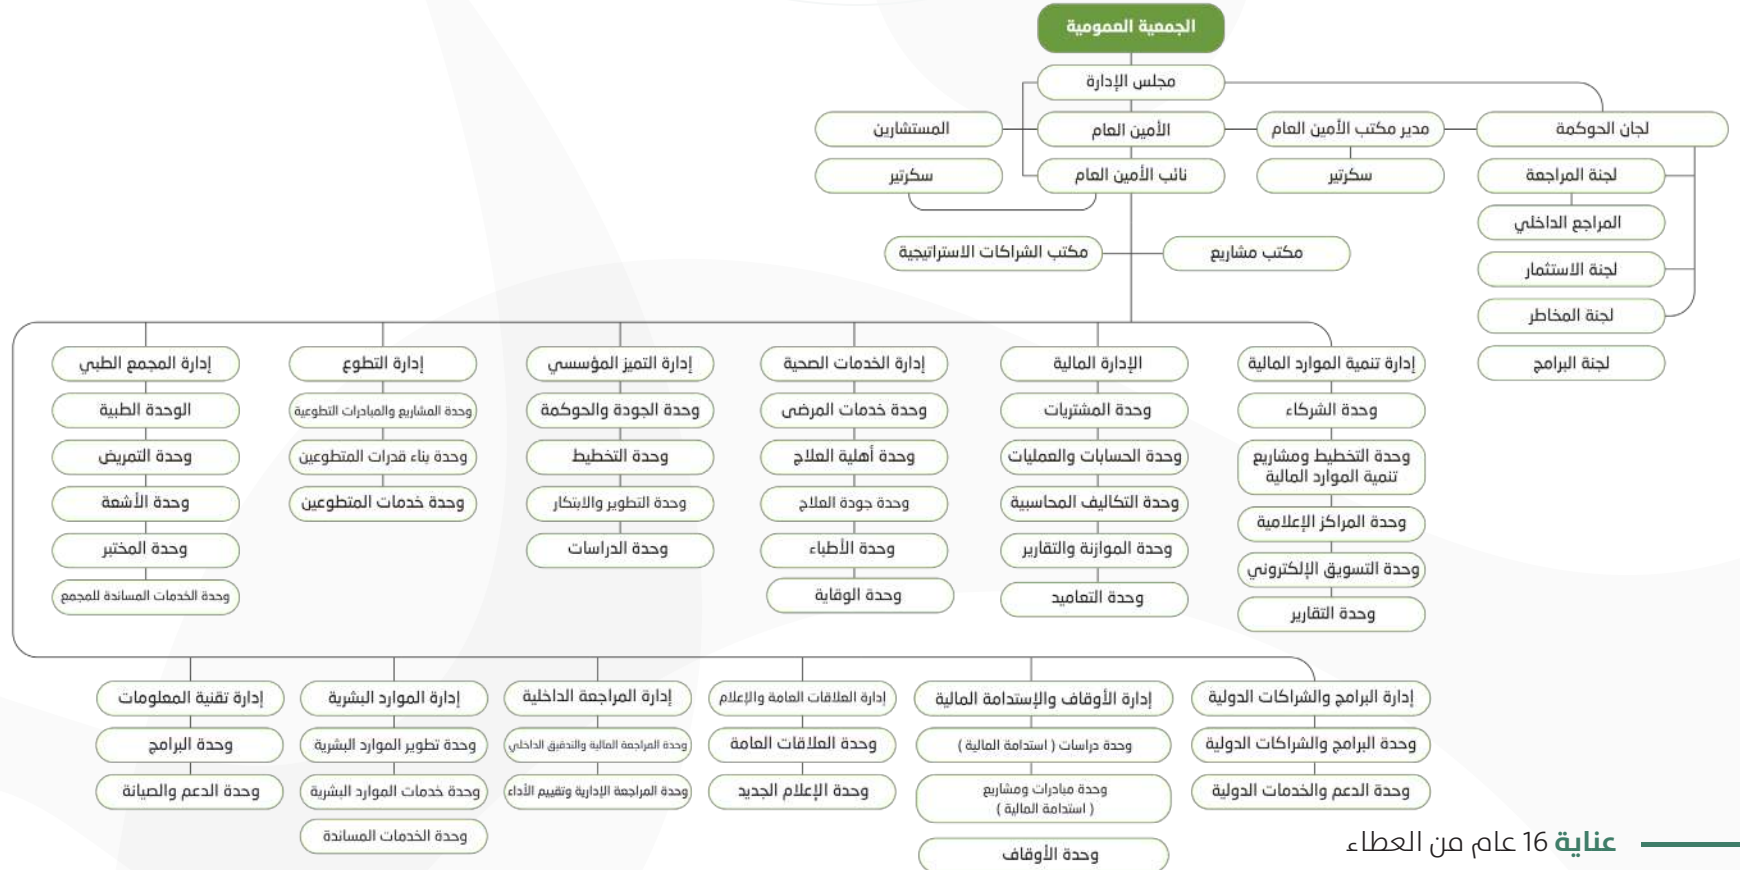 الجمعية العمومية
مجلس الإدارة
لجان الحوكمة
مدير مكتب الأمين العام
الأمين العام
المستشارين
لجنة المراجعة
سكرتير
نائب الأمين العام
سكرتير
المراجع الداخلي
مكتب مشاريع
مكتب الشراكات الاستراتيجية
لجنة الاستثمار
لجنة المخاطر
لجنة البرامج
إدارة تنمية الموارد المالية
وحدة الشركاء
وحدة التخطيط ومشاريع
تنمية الموارد المالية
وحدة المراكز الإعلامية
وحدة التسويق الإلكتروني
وحدة التقارير
الإدارة المالية
وحدة المشتريات
وحدة الحسابات والعمليات
وحدة التكاليف المحاسبية
وحدة الموازنة والتقارير
وحدة التعاميد
إدارة الخدمات الصحية
وحدة خدمات المرضى
وحدة أهلية العلاج
وحدة جودة العلاج
وحدة الأطباء
وحدة الوقاية
إدارة التميز المؤسسي
وحدة الجودة والحوكمة
وحدة التخطيط
وحدة التطوير والابتكار
وحدة الدراسات
إدارة التطوع
وحدة المشاريع والمبادرات التطوعية
وحدة بناء قدرات المتطوعين
وحدة خدمات المتطوعين
إدارة المجمع الطبي
الوحدة الطبية
وحدة التمريض
وحدة الأشعة
وحدة المختبر
وحدة الخدمات المساندة للمجمع
إدارة البرامج والشراكات الدولية
وحدة البرامج والشراكات الدولية
وحدة الدعم والخدمات الدولية
إدارة الأوقاف والإستدامة المالية
وحدة دراسات ( استدامة المالية )
وحدة مبادرات ومشاريع
( استدامة المالية )
وحدة الأوقاف
إدارة العلاقات العامة والإعلام
وحدة العلاقات العامة
وحدة الإعلام الجديد
إدارة المراجعة الداخلية
وحدة المراجعة المالية والتدقيق الداخلي
وحدة المراجعة الإدارية وتقييم الأداء
إدارة الموارد البشرية
وحدة تطوير الموارد البشرية
وحدة خدمات الموارد البشرية
وحدة الخدمات المساندة
إدارة تقنية المعلومات
وحدة البرامج
وحدة الدعم والصيانة
عناية 16 عام من العطاء